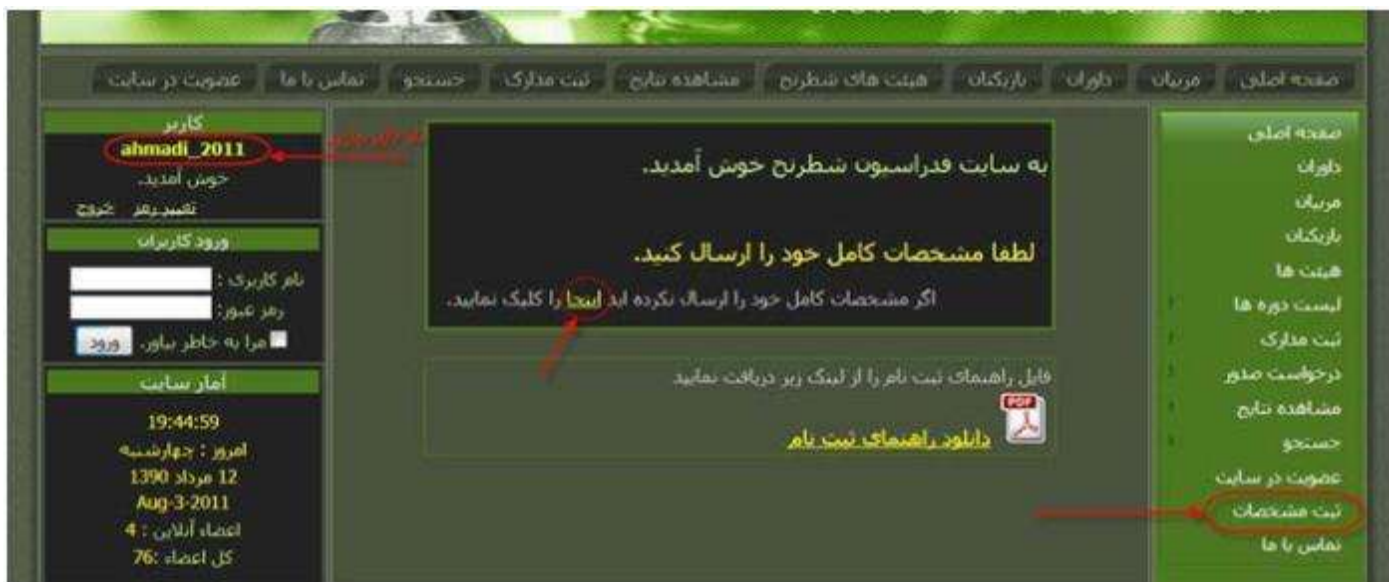 صفحه اصلی مربیان داوران بازیکنان هیئت های شطرنج مشاهده نتایج ثبت مدارک جستجو تماس با ما عضویت در سایت
صفحه اصلی
داوران
مربیان
بازیکنان
هیئت ها
لیست دوره ها
ثبت مدارک
درخواست صدور
مشاهده نتایج
جستجو
عضویت در سایت
ثبت مشخصات
تماس با ما
به سایت فدراسیون شطرنج خوش آمدید.
لطفا مشخصات کامل خود را ارسال کنید.
اگر مشخصات کامل خود را ارسال نکرده اید اینجا را کلیک نمایید.
فایل راهنمای ثبت نام را از لینک زیر دریافت نمایید
PDF
دانلود راهنمای ثبت نام
کاربر
ahmadi_2011
خوش آمدید.
تغییر رمز خروج
ورود کاربران
نام کاربری :
رمز عبور:
مرا به خاطر بیاور. ورود
آمار سایت
19:44:59
امروز : چهارشنبه
12 مرداد 1390
Aug-3-2011
اعضاء آنلاین : 4
کل اعضاء :76